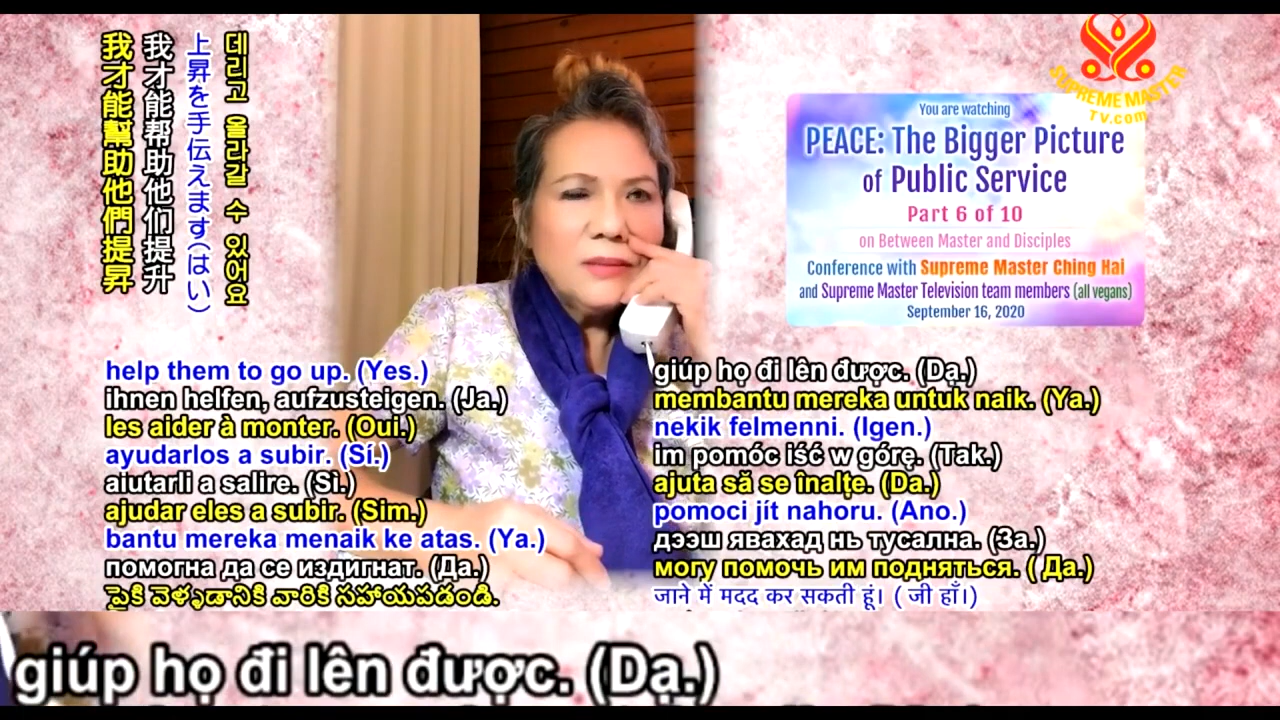 데리고 올라갈 수 있어요
上昇を手伝えます(はい)
我才能帮助他们提升
我才能幫助他們提昇
SUPREME MASTER
TV.com
You are watching
PEACE: The Bigger Picture
of Public Service
Part 6 of 10
on Between Master and Disciples
Conference with Supreme Master Ching Hai
and Supreme Master Television team members (all vegans)
September 16, 2020
help them to go up. (Yes.)
ihnen helfen, aufzusteigen. (Ja.)
les aider à monter. (Oui.)
ayudarlos a subir. (Sí.)
aiutarli a salire. (Sì.)
ajudar eles a subir. (Sim.)
bantu mereka menaik ke atas. (Ya.)
помогна да се издигнат. (Да.)
పైకి వెళ్ళడానికి వారికి సహాయపడండి.
giúp họ đi lên được. (Dạ.)
membantu mereka untuk naik. (Ya.)
nekik felmenni. (Igen.)
im pomóc iść w górę. (Tak.)
ajuta să se înalțe. (Da.)
pomoci jít nahoru. (Ano.)
дээш явахад нь тусална. (За.)
могу помочь им подняться. ( Да.)
जाने में मदद कर सकती हूं। ( जी हाँ।)
giúp họ đi lên được. (Dạ.)